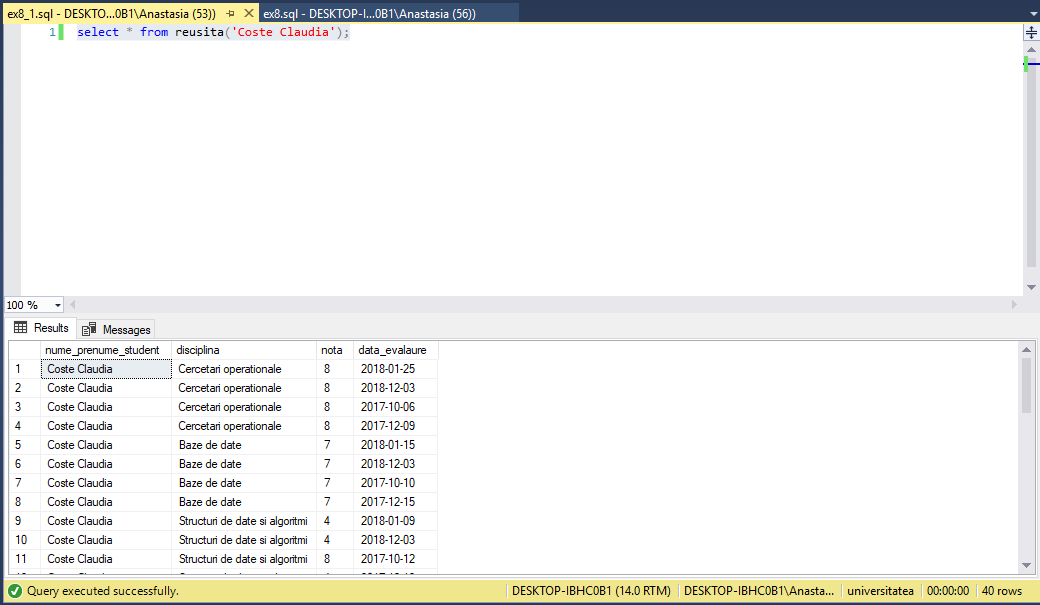 ex8_1.sql - DESKTO...0B1\Anastasia (53)) ex8.sql - DESKTOP-I...0B1\Anastasia (56))
1 select * from reusita('Coste Claudia');
100 %
Results Messages
nume_prenume_student disciplina nota data_evalaure
1 Coste Claudia Cercetari operationale 8 2018-01-25
2 Coste Claudia Cercetari operationale 8 2018-12-03
3 Coste Claudia Cercetari operationale 8 2017-10-06
4 Coste Claudia Cercetari operationale 8 2017-12-09
5 Coste Claudia Baze de date 7 2018-01-15
6 Coste Claudia Baze de date 7 2018-12-03
7 Coste Claudia Baze de date 7 2017-10-10
8 Coste Claudia Baze de date 7 2017-12-15
9 Coste Claudia Structuri de date si algoritmi 4 2018-01-09
10 Coste Claudia Structuri de date si algoritmi 4 2018-12-03
11 Coste Claudia Structuri de date si algoritmi 8 2017-10-12
Query executed successfully. DESKTOP-IBHC0B1 (14.0 RTM) DESKTOP-IBHC0B1\Anasta... universitatea 00:00:00 40 rows